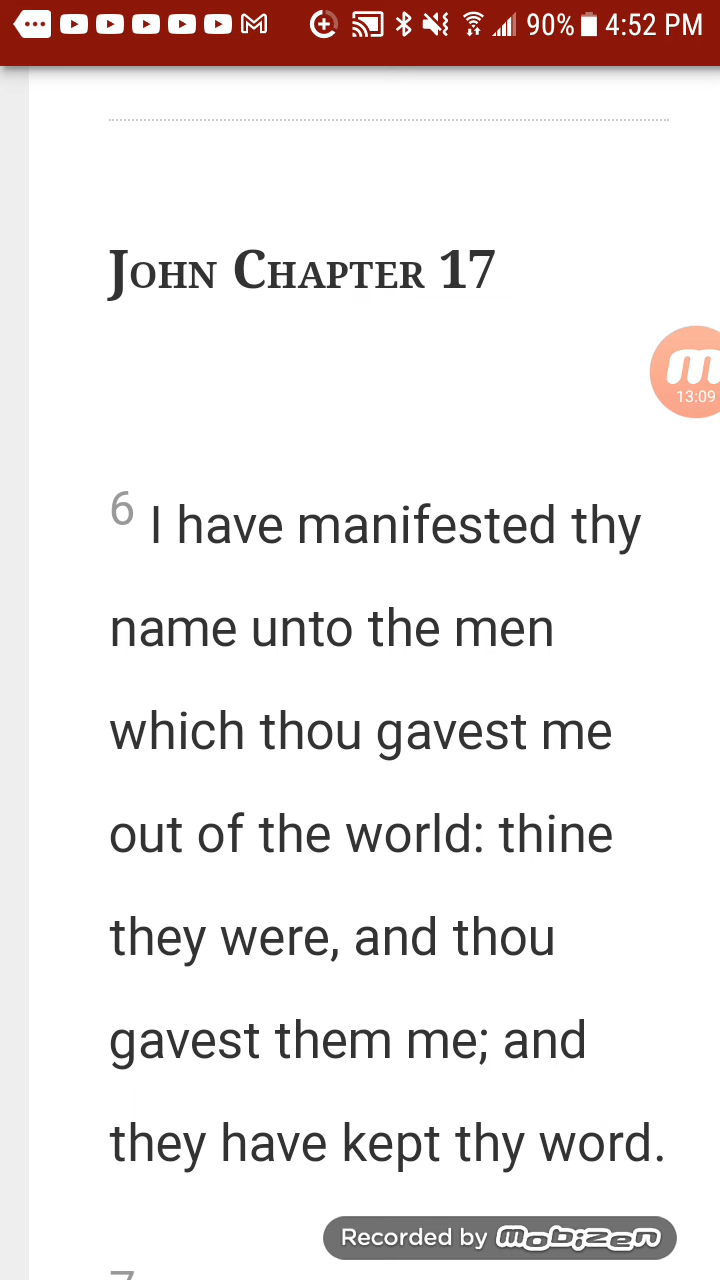 90% 4:52 PM
John Chapter 17
m
13:09
6 I have manifested thy
name unto the men
which thou gavest me
out of the world: thine
they were, and thou
gavest them me; and
they have kept thy word.
Recorded by mobizen